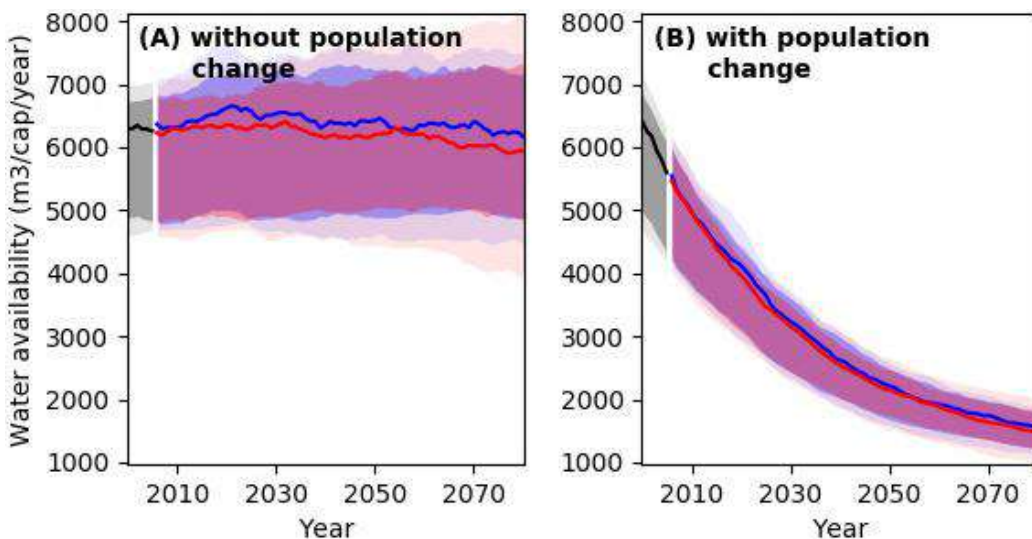 Water availability (m3/cap/year)
(A) without population
change
8000
7000
6000
5000
4000
3000
2000
1000
2010 2030 2050 2070
Year
(B) with population
change
8000
7000
6000
5000
4000
3000
2000
1000
2010 2030 2050 2070
Year